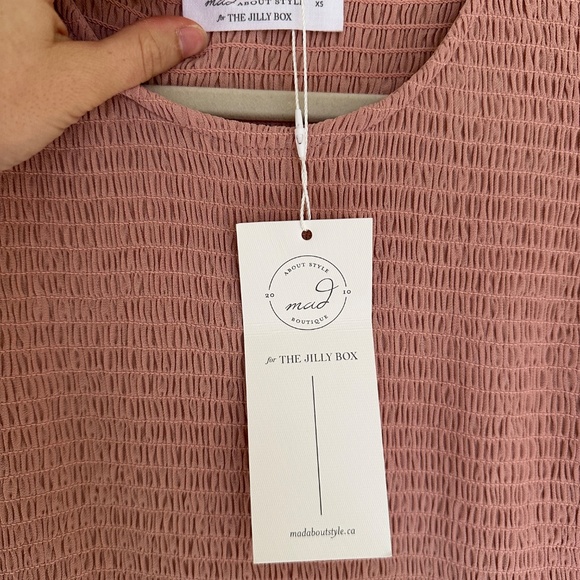 mad ABOUT STYLE XS
for THE JILLY BOX
ABOUT STYLE
20 mad 10
BOUTIQUE
for THE JILLY BOX
madaboutstyle.ca